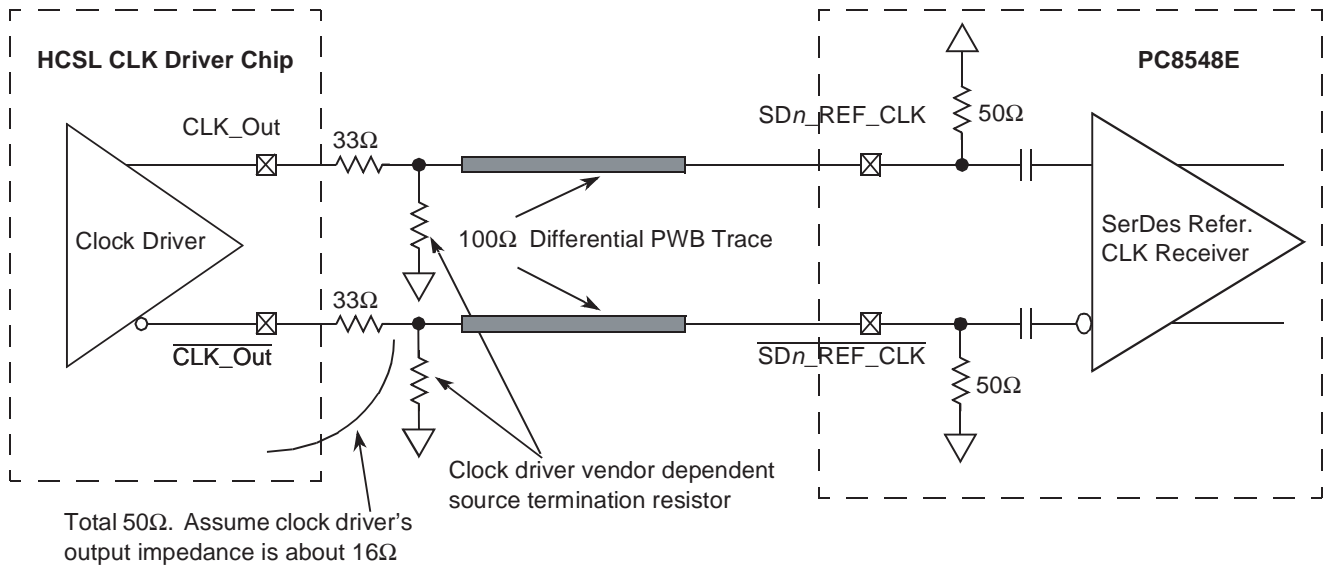 HCSL CLK Driver Chip
PC8548E
CLK_Out
33Ω
SDn_REF_CLK
50Ω
Clock Driver
100Ω Differential PWB Trace
SerDes Refer.
CLK Receiver
33Ω
CLK_Out
SDn_REF_CLK
50Ω
Clock driver vendor dependent
source termination resistor
Total 50Ω. Assume clock driver's
output impedance is about 16Ω